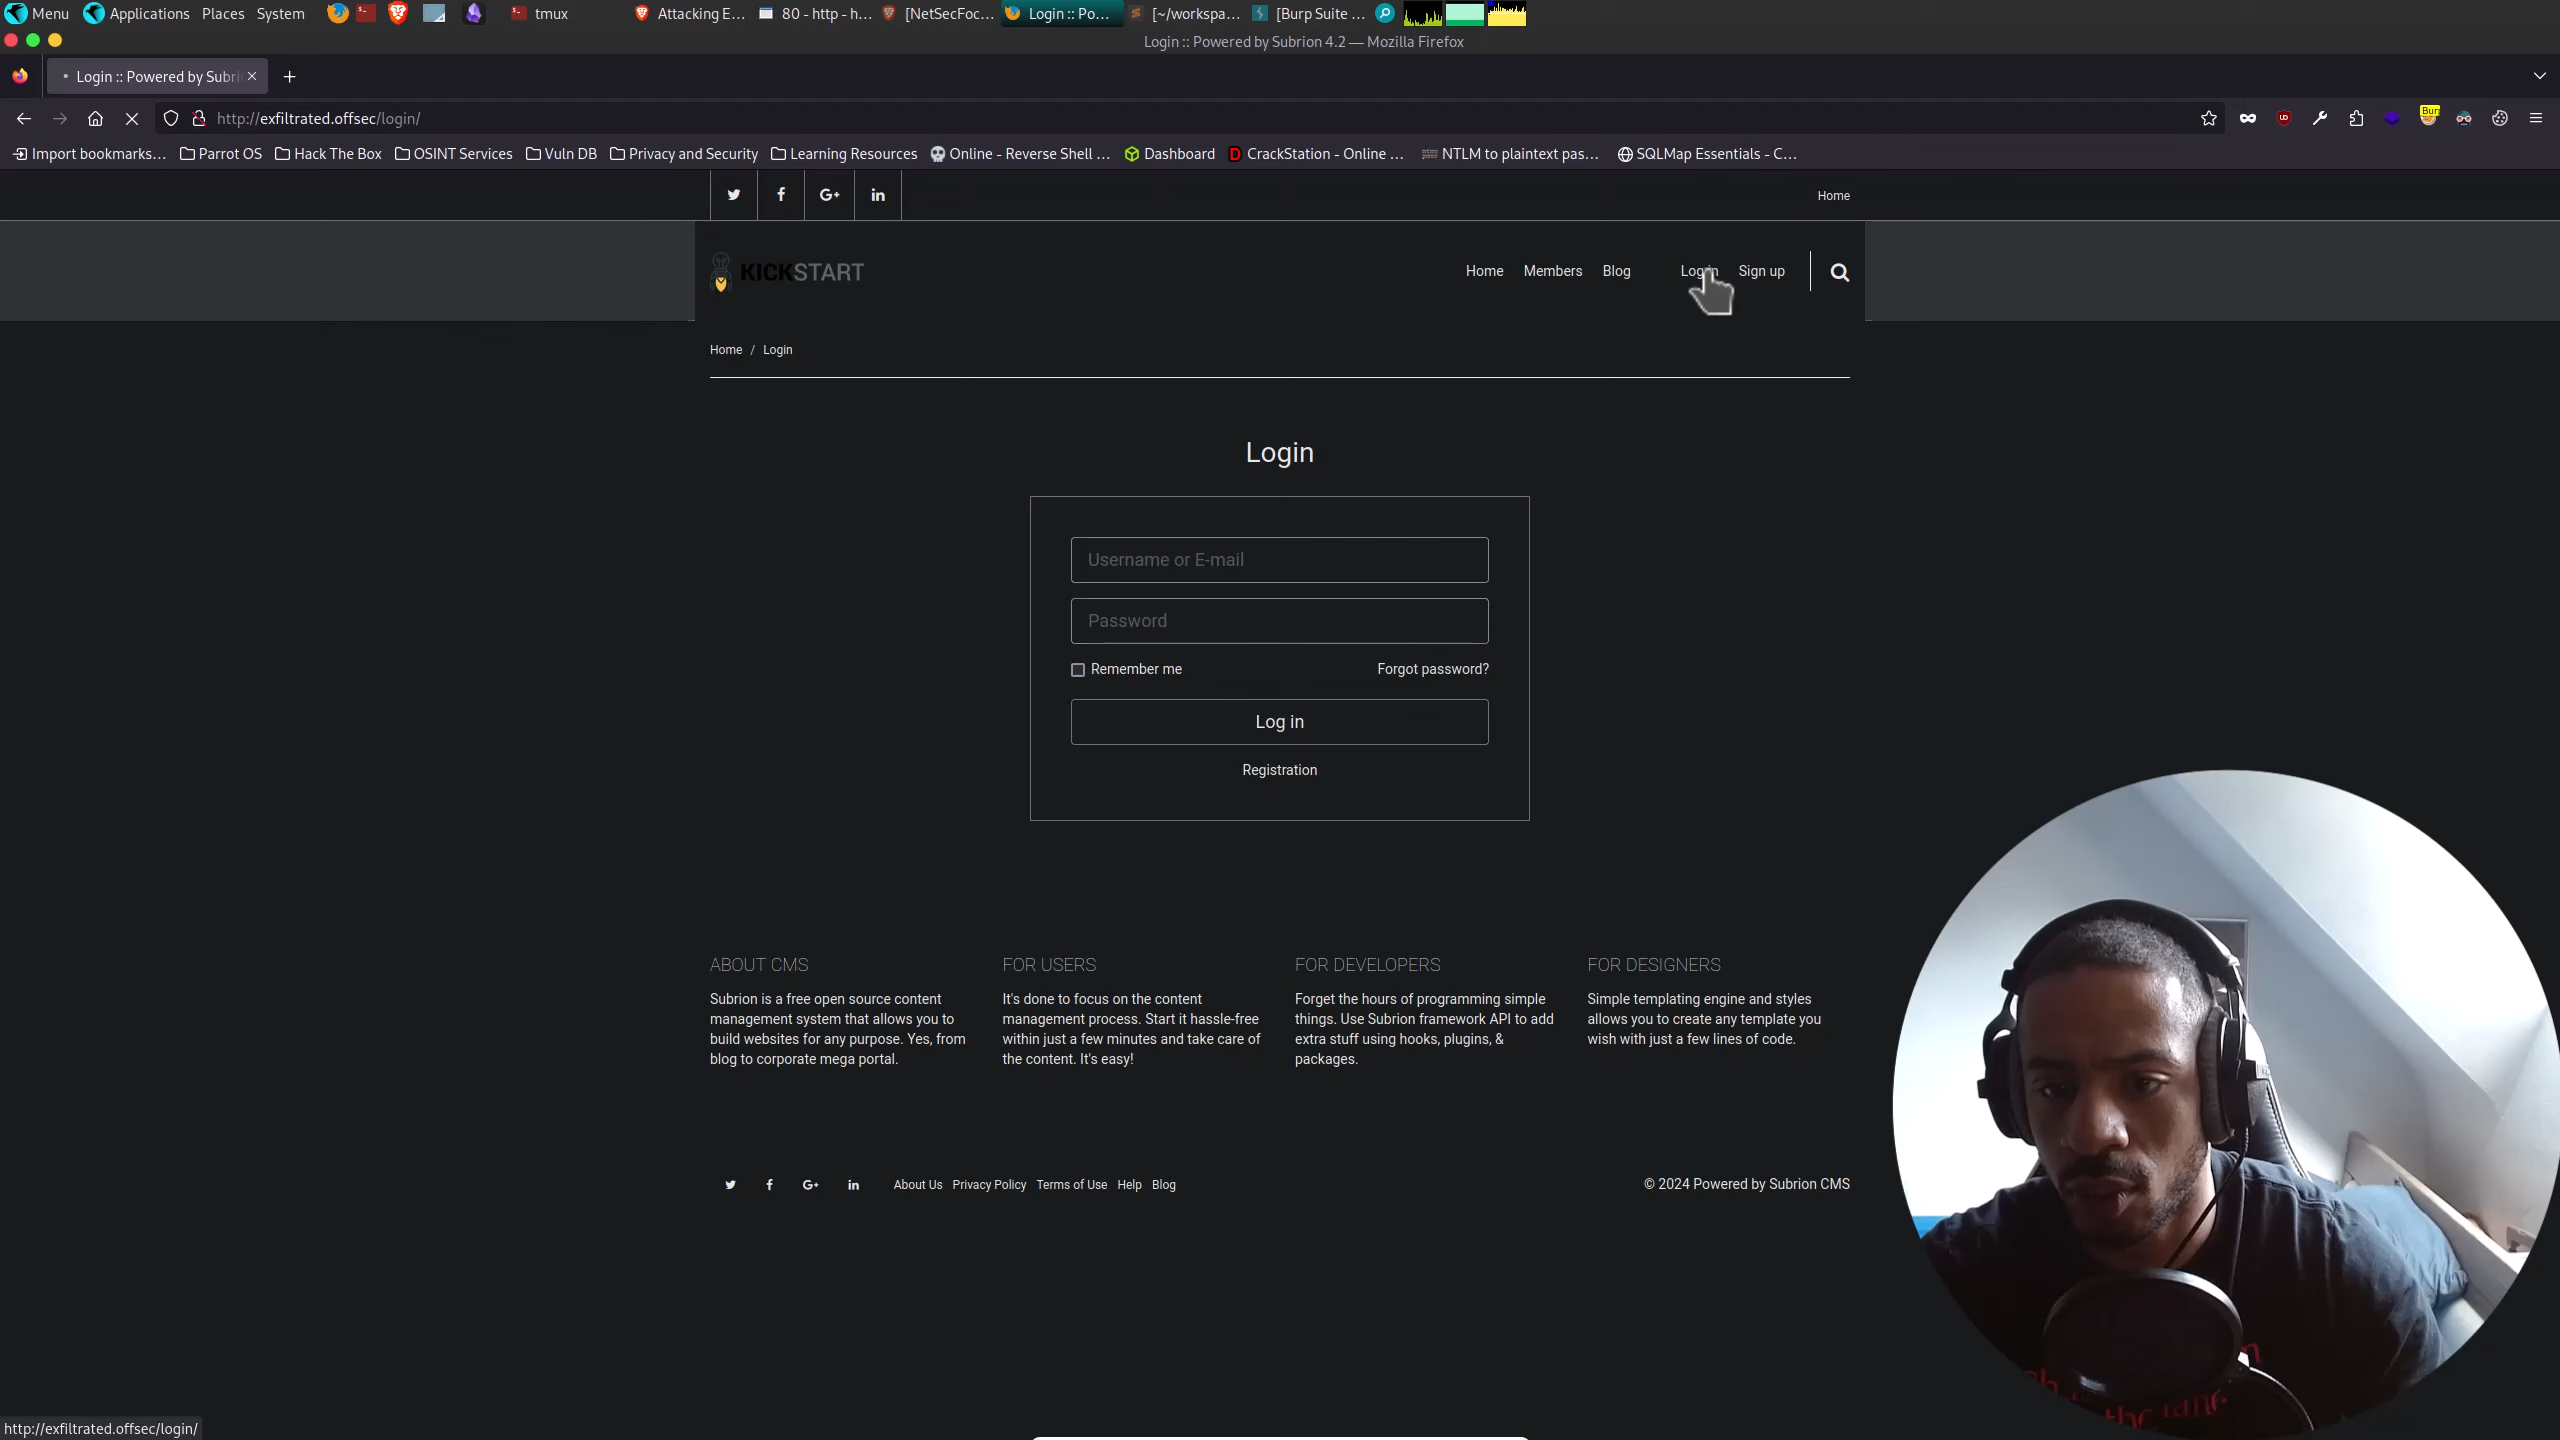 Menu Applications Places System tmux Attacking E... 80 - http - h... [NetSecFoc... Login :: Po... [~/workspa... [Burp Suite ...
Login :: Powered by Subrion 4.2 — Mozilla Firefox
Login :: Powered by Subri
http://exfiltrated.offsec/login/
Import bookmarks... Parrot OS Hack The Box OSINT Services Vuln DB Privacy and Security Learning Resources Online - Reverse Shell ... Dashboard CrackStation - Online ... NTLM to plaintext pas... SQLMap Essentials - C...
Home
KICKSTART
Home Members Blog Login Sign up
Home / Login
Login
Username or E-mail
Password
Remember me Forgot password?
Log in
Registration
ABOUT CMS
Subrion is a free open source content
management system that allows you to
build websites for any purpose. Yes, from
blog to corporate mega portal.
FOR USERS
It's done to focus on the content
management process. Start it hassle-free
within just a few minutes and take care of
the content. It's easy!
FOR DEVELOPERS
Forget the hours of programming simple
things. Use Subrion framework API to add
extra stuff using hooks, plugins, &
packages.
FOR DESIGNERS
Simple templating engine and styles
allows you to create any template you
wish with just a few lines of code.
About Us Privacy Policy Terms of Use Help Blog
© 2024 Powered by Subrion CMS
http://exfiltrated.offsec/login/